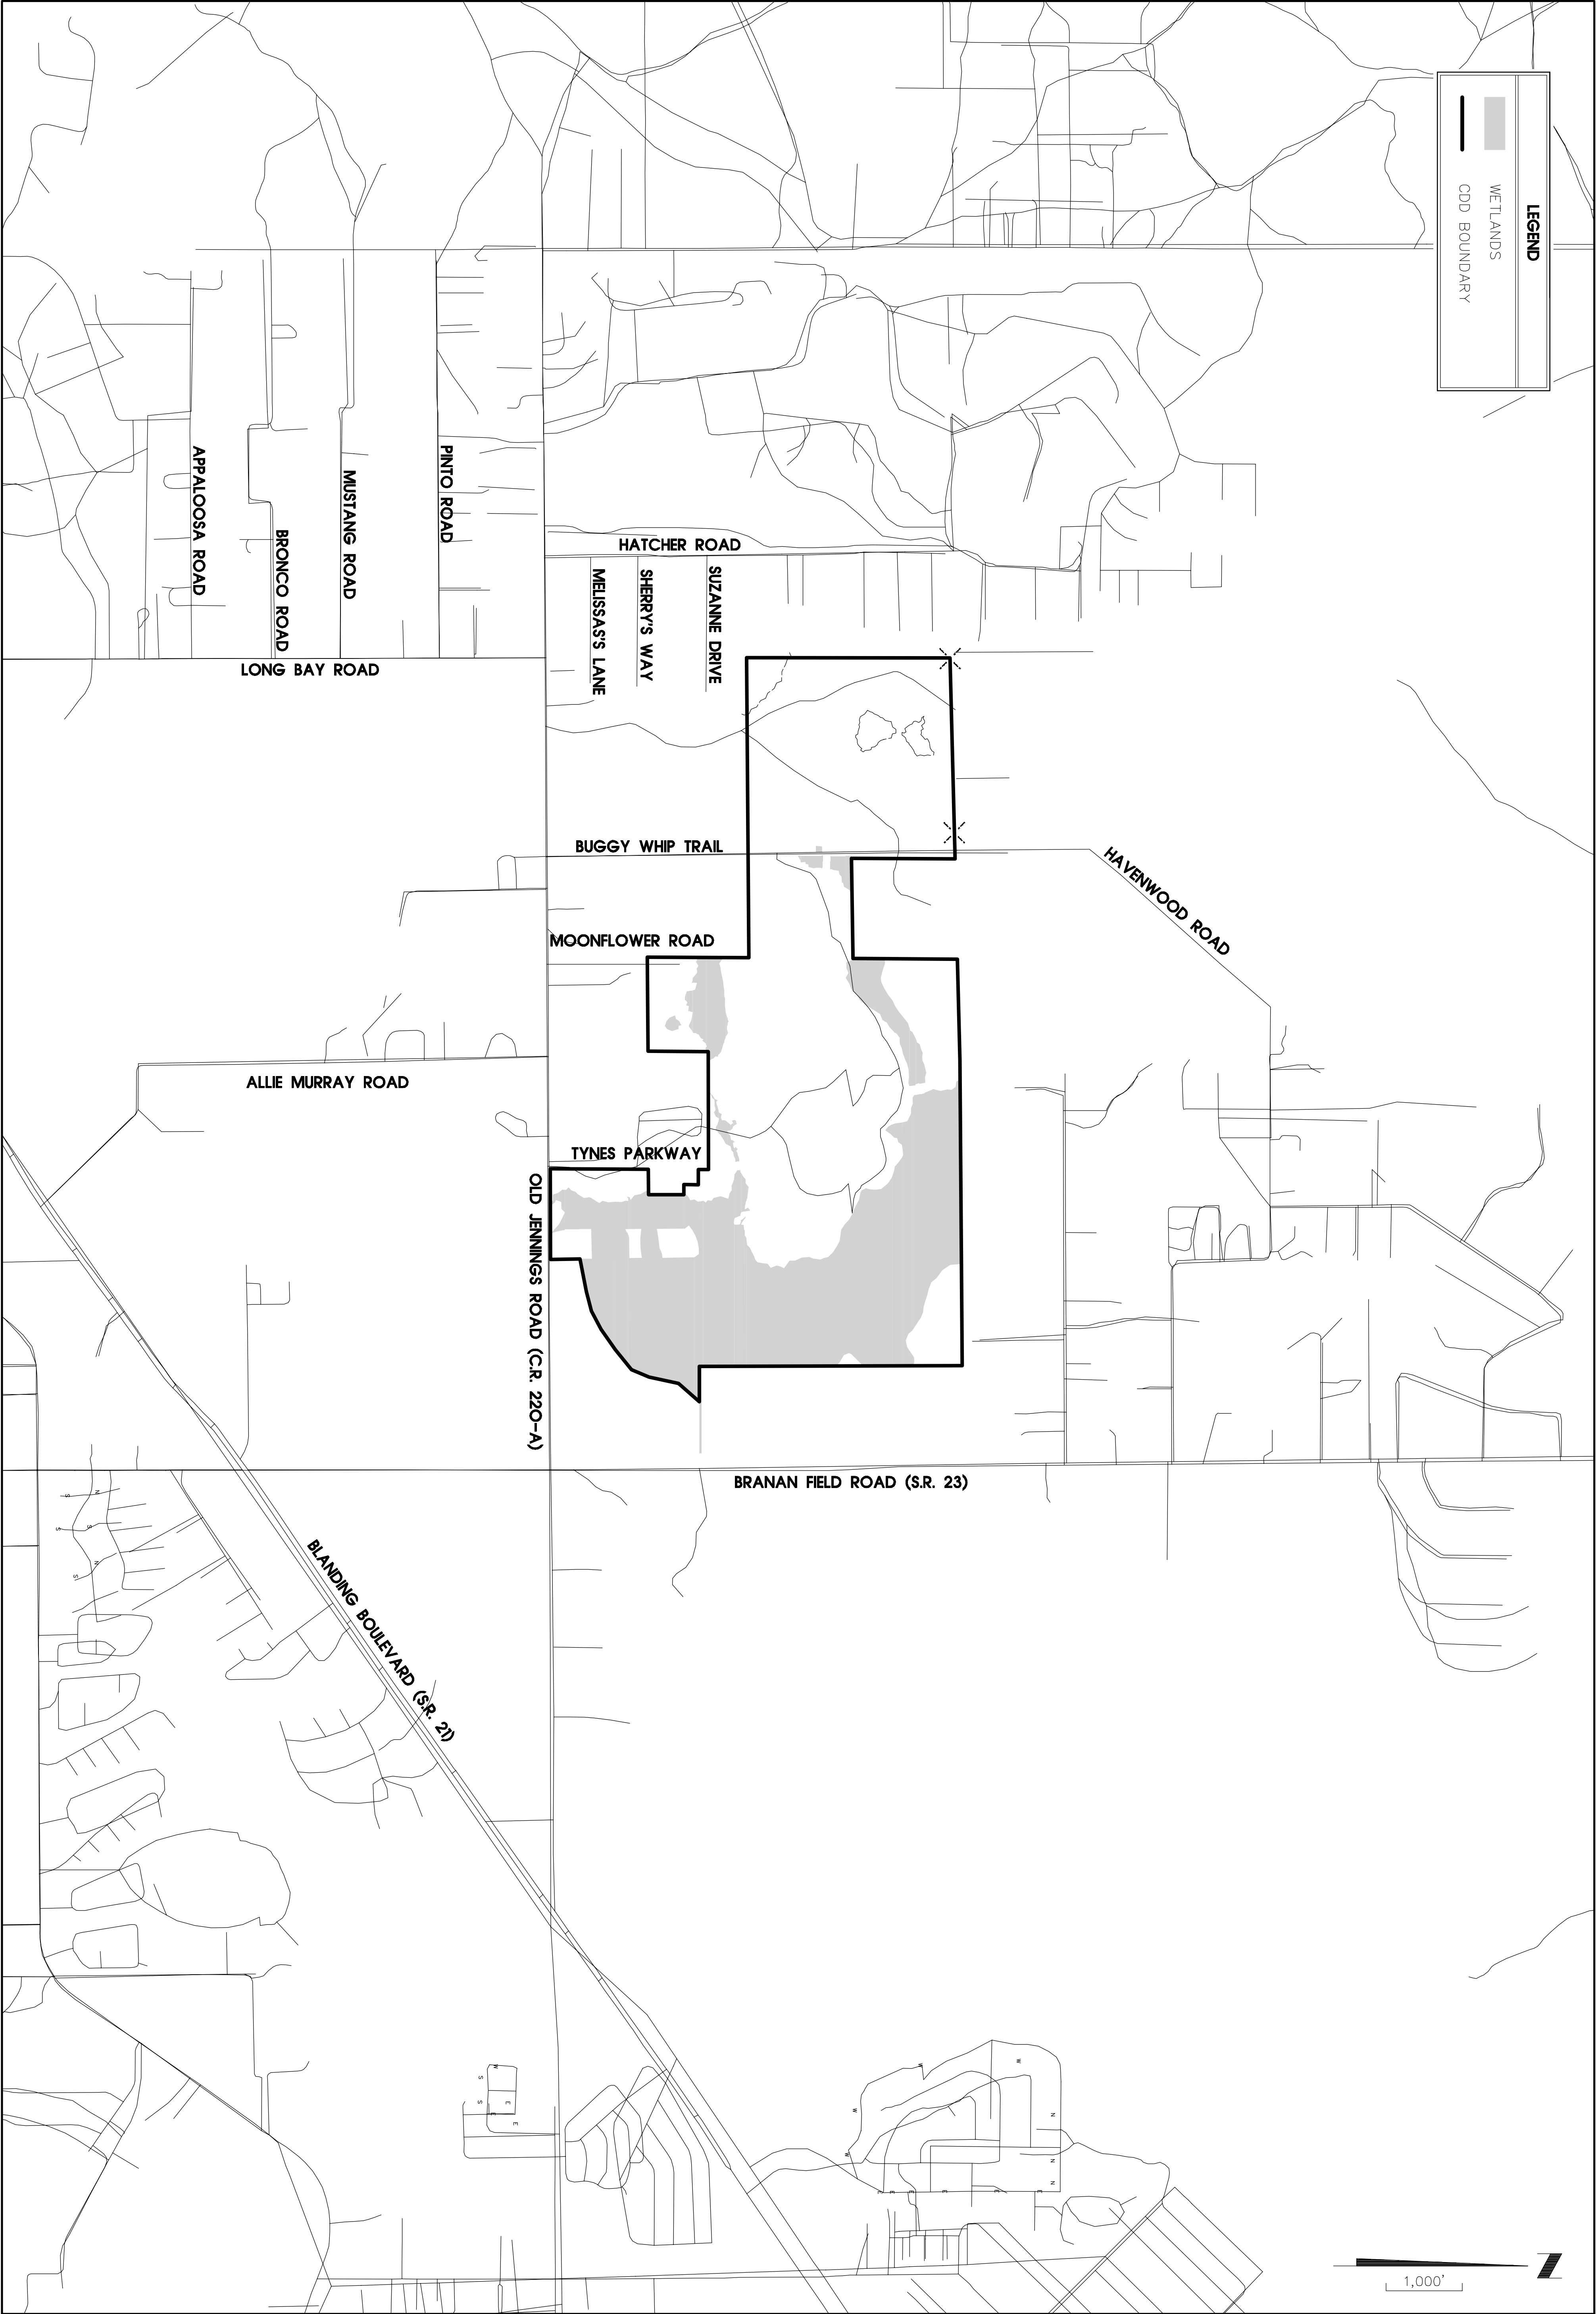 LEGEND
WETLANDS
CDD BOUNDARY
APPALOOSA ROAD
BRONCO ROAD
MUSTANG ROAD
PINTO ROAD
LONG BAY ROAD
HATCHER ROAD
MELISSAS'S LANE
SHERRY'S WAY
SUZANNE DRIVE
BUGGY WHIP TRAIL
HAVENWOOD ROAD
MOONFLOWER ROAD
ALLIE MURRAY ROAD
TYNES PARKWAY
OLD JENNINGS ROAD (C.R. 220-A)
BRANAN FIELD ROAD (S.R. 23)
BLANDING BOULEVARD (S.R. 21)
1,000'